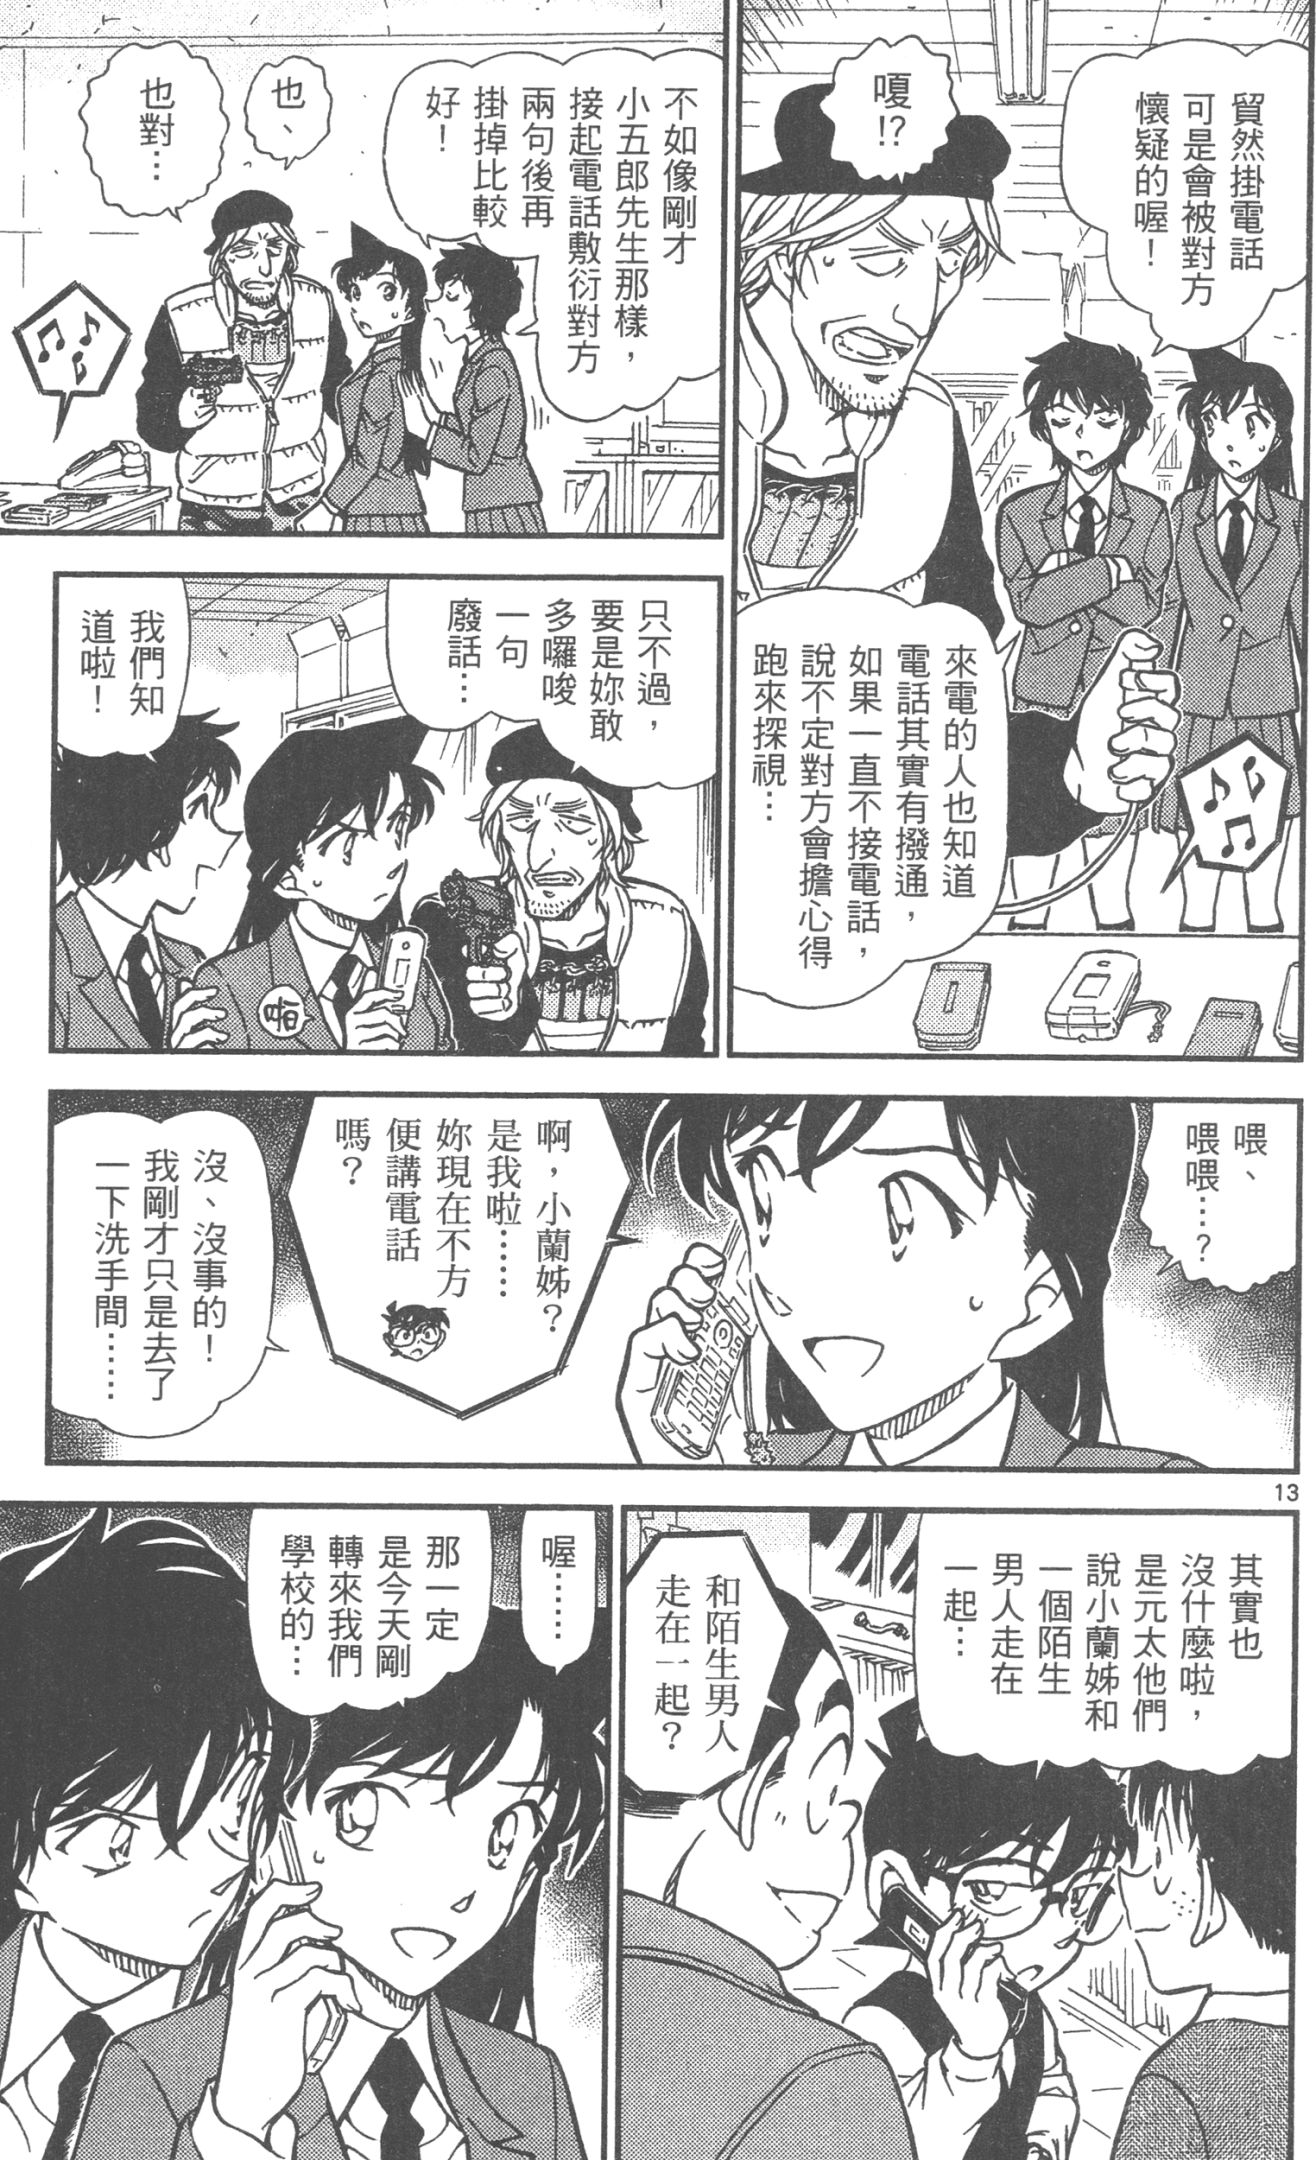 貿然掛電話
可是會被對方
懷疑的喔！
嗄!?
來電的人也知道
電話其實有撥通，
如果一直不接電話，
說不定對方會擔心得
跑來探視…
不如像剛才
小五郎先生那樣，
接起電話敷衍對方
兩句後再
掛掉比較
好！
也、
也對…
只不過，
要是妳敢
多囉唆
一句
廢話…
我們知
道啦！
啪
喂、
喂喂…？
啊，小蘭姊？
是我啦……
妳現在不方
便講電話
嗎？
沒、沒事的！
我剛才只是去了
一下洗手間……
13
其實也
沒什麼啦，
是元太他們
說小蘭姊和
一個陌生
男人走在
一起…
和陌生男人
走在一起？
喔……
那一定
是今天剛
轉來我們
學校的…